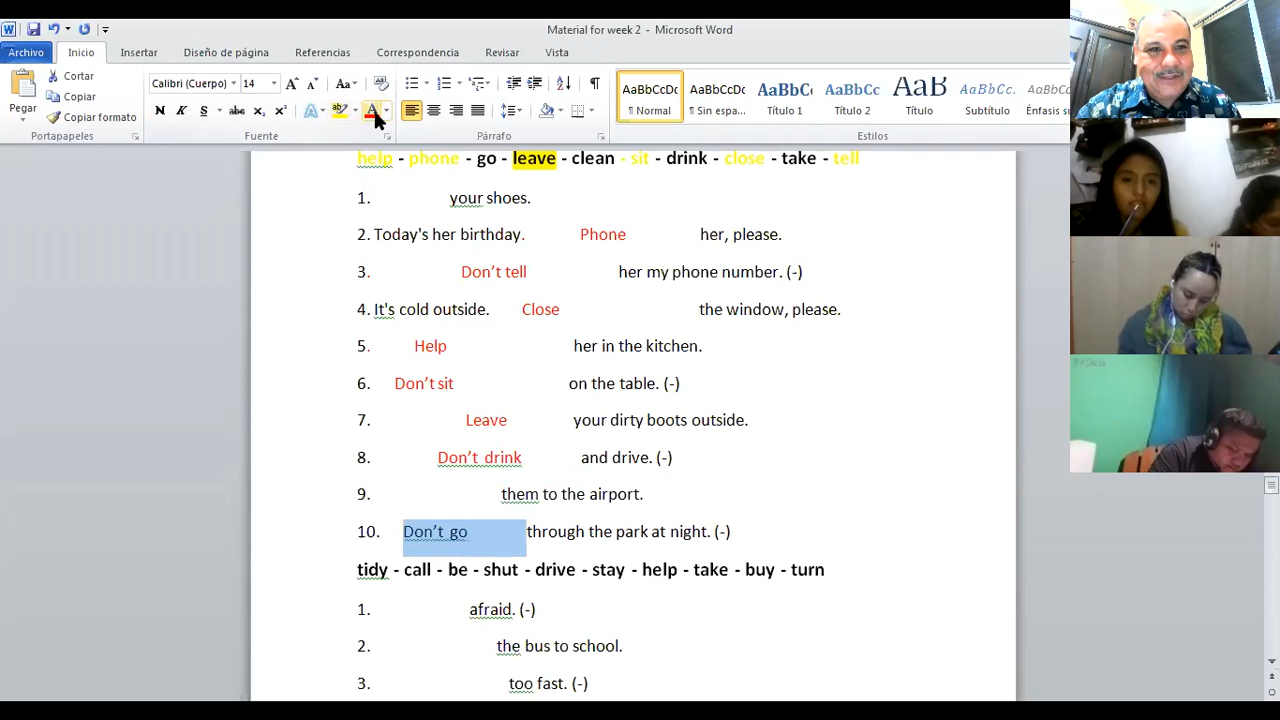 Material for week 2 - Microsoft Word
Archivo Inicio Insertar Diseño de página Referencias Correspondencia Revisar Vista
Cortar
Copiar
Copiar formato
Pegar
Portapapeles
Calibri (Cuerpo) 14
Fuente
Párrafo
AaBbCcDc AaBbCcDc AaBbC AaBbCc AaB AaBbCc AaBbCc
¶ Normal ¶ Sin espa... Título 1 Título 2 Título Subtítulo Énfasis su
Estilos
help - phone - go - leave - clean - sit - drink - close - take - tell
1. your shoes.
2. Today's her birthday. Phone her, please.
3. Don't tell her my phone number. (-)
4. It's cold outside. Close the window, please.
5. Help her in the kitchen.
6. Don't sit on the table. (-)
7. Leave your dirty boots outside.
8. Don't drink and drive. (-)
9. them to the airport.
10. Don't go through the park at night. (-)
tidy - call - be - shut - drive - stay - help - take - buy - turn
1. afraid. (-)
2. the bus to school.
3. too fast. (-)